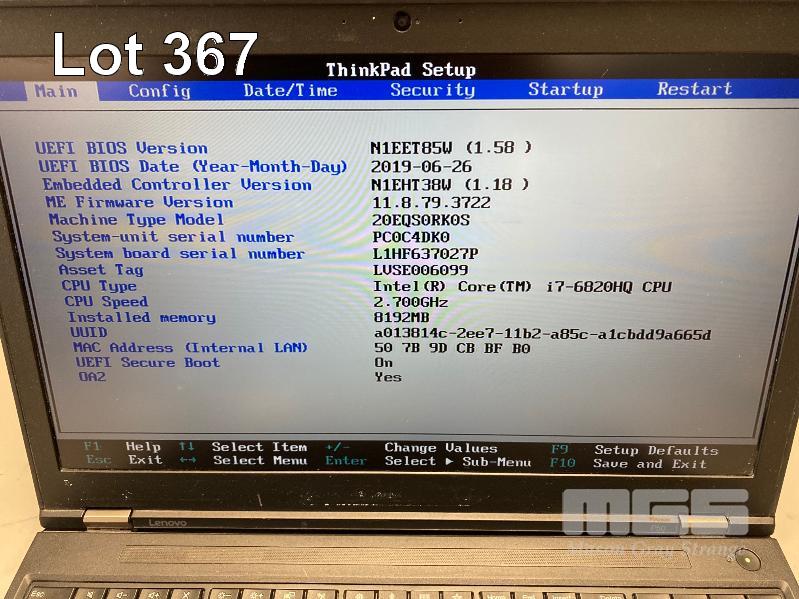 Lot 367
ThinkPad Setup
Main Config Date/Time Security Startup Restart
UEFI BIOS Version N1EET85W (1.58 )
UEFI BIOS Date (Year-Month-Day) 2019-06-26
Embedded Controller Version N1EHT38W (1.18 )
ME Firmware Version 11.8.79.3722
Machine Type Model 20EQS0RK0S
System-unit serial number PC0C4DK0
System board serial number L1HF637027P
Asset Tag LVSE006099
CPU Type Intel(R) Core(TM) i7-6820HQ CPU
CPU Speed 2.700GHz
Installed memory 8192MB
UUID a013814c-2ee7-11b2-a85c-a1cbdd9a665d
MAC Address (Internal LAN) 50 7B 9D CB BF B0
UEFI Secure Boot On
OA2 Yes
F1 Help ↑↓ Select Item +/- Change Values F9 Setup Defaults
Esc Exit ←→ Select Menu Enter Select ▶ Sub-Menu F10 Save and Exit
ThinkPad
Lenovo
P50
MGS
Mason Gray Strange
Esc